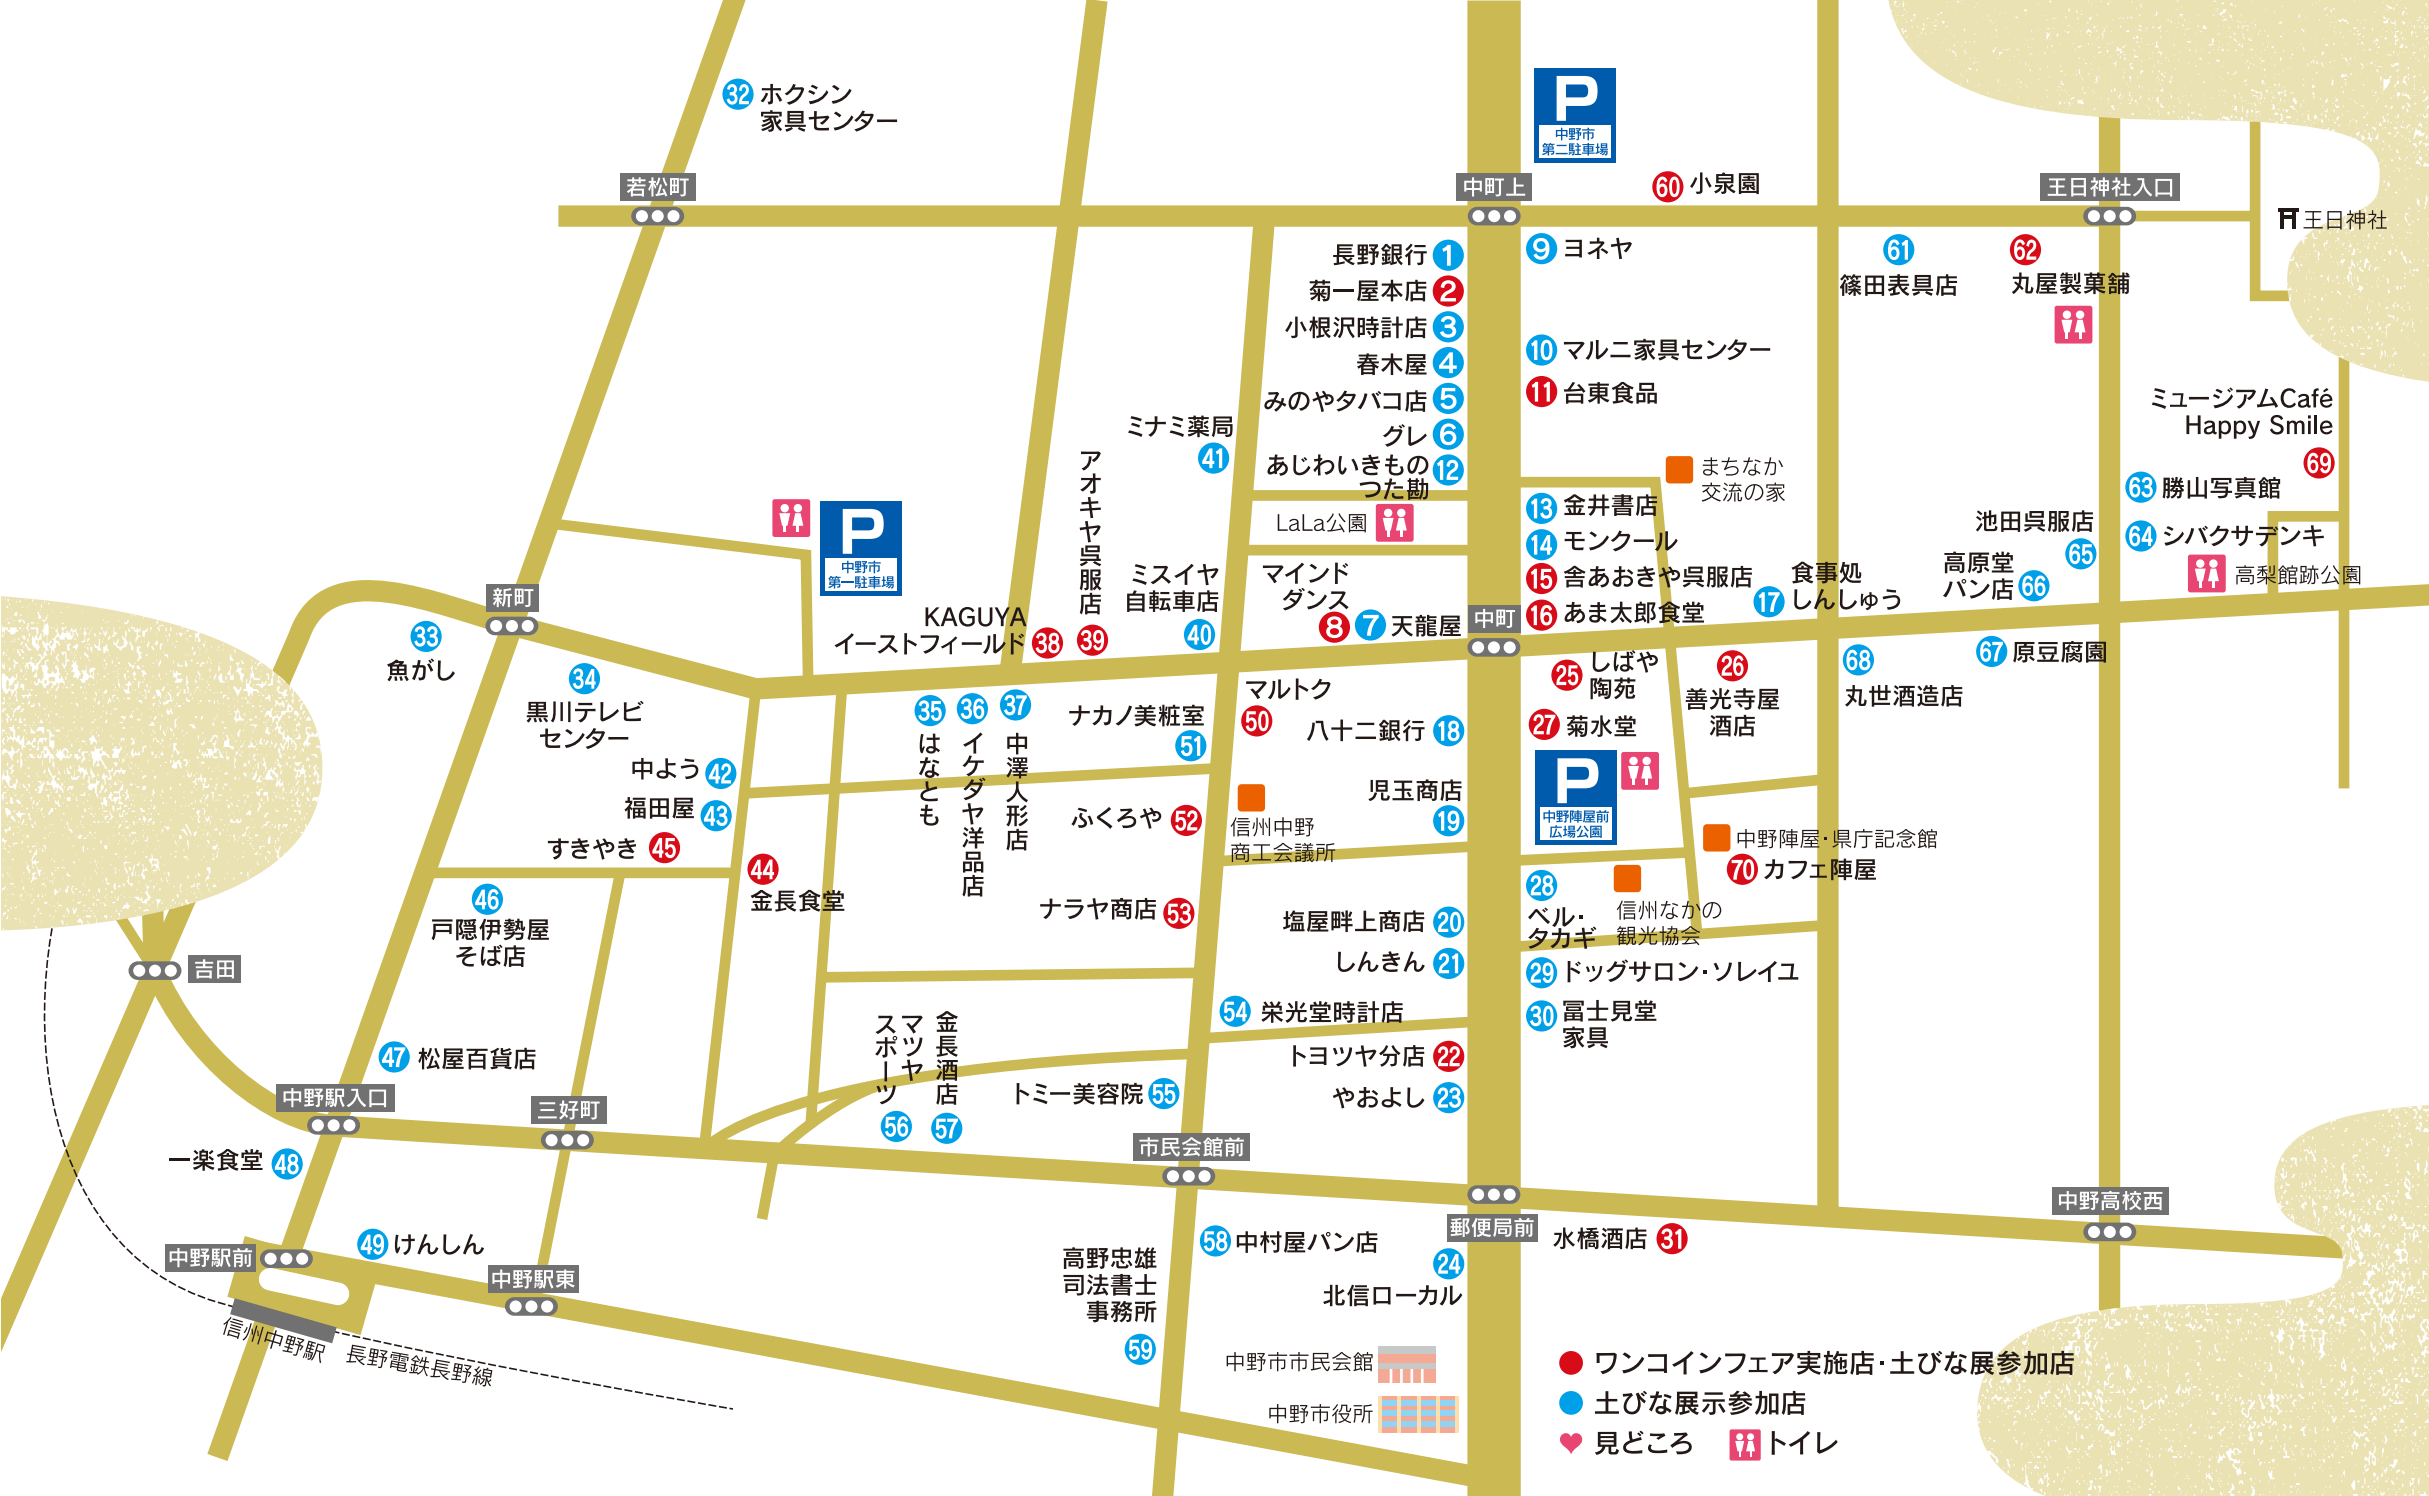 32 ホクシン
家具センター
P
中野市
第二駐車場
若松町
中町上
60 小泉園
王日神社入口
王日神社
長野銀行 1
菊一屋本店 2
小根沢時計店 3
春木屋 4
みのやタバコ店 5
グレ 6
あじわいきもの 12
つた勘
9 ヨネヤ
10 マルニ家具センター
11 台東食品
61
篠田表具店
62
丸屋製菓舗
ミュージアムCafé
Happy Smile
69
63 勝山写真館
64 シバクサデンキ
高梨館跡公園
池田呉服店
65
高原堂
パン店 66
ミナミ薬局
41
アオキヤ呉服店
39
LaLa公園
まちなか
交流の家
13 金井書店
14 モンクール
15 舎あおきや呉服店
16 あま太郎食堂
食事処
17 しんしゅう
P
中野市
第一駐車場
新町
33
魚がし
34
黒川テレビ
センター
KAGUYA
イーストフィールド 38
ミスイヤ
自転車店
40
マインド
ダンス
8 7 天龍屋
中町
25 しばや
陶苑
26
善光寺屋
酒店
27 菊水堂
68
丸世酒造店
67 原豆腐園
35
はなとも
36
イケダヤ洋品店
37
中澤人形店
ナカノ美粧室
51
マルトク
50
八十二銀行 18
児玉商店
19
P
中野陣屋前
広場公園
中よう 42
福田屋 43
すきやき 45
44
金長食堂
ふくろや 52
信州中野
商工会議所
中野陣屋・県庁記念館
70 カフェ陣屋
28
ベル・
タカギ
信州なかの
観光協会
46
戸隠伊勢屋
そば店
吉田
ナラヤ商店 53
塩屋畔上商店 20
しんきん 21
29 ドッグサロン・ソレイユ
30 冨士見堂
家具
54 栄光堂時計店
トヨツヤ分店 22
やおよし 23
47 松屋百貨店
マツヤ
スポーツ
56
金長酒店
57
トミー美容院 55
中野駅入口
三好町
市民会館前
一楽食堂 48
49 けんしん
中野駅前
中野駅東
信州中野駅
長野電鉄長野線
高野忠雄
司法書士
事務所
59
58 中村屋パン店
郵便局前
24
北信ローカル
水橋酒店 31
中野高校西
中野市市民会館
中野市役所
ワンコインフェア実施店・土びな展参加店
土びな展示参加店
見どころ トイレ